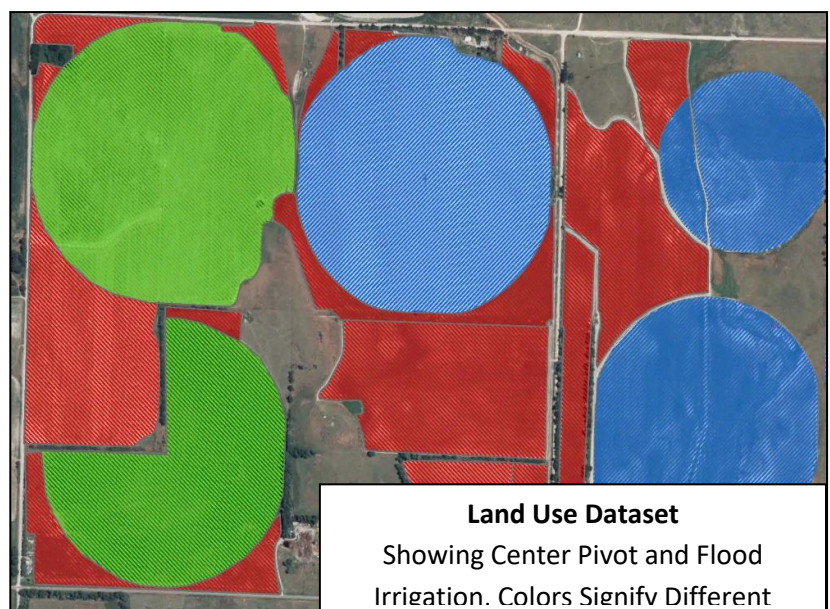 Land Use Dataset
Showing Center Pivot and Flood
Irrigation. Colors Signify Different